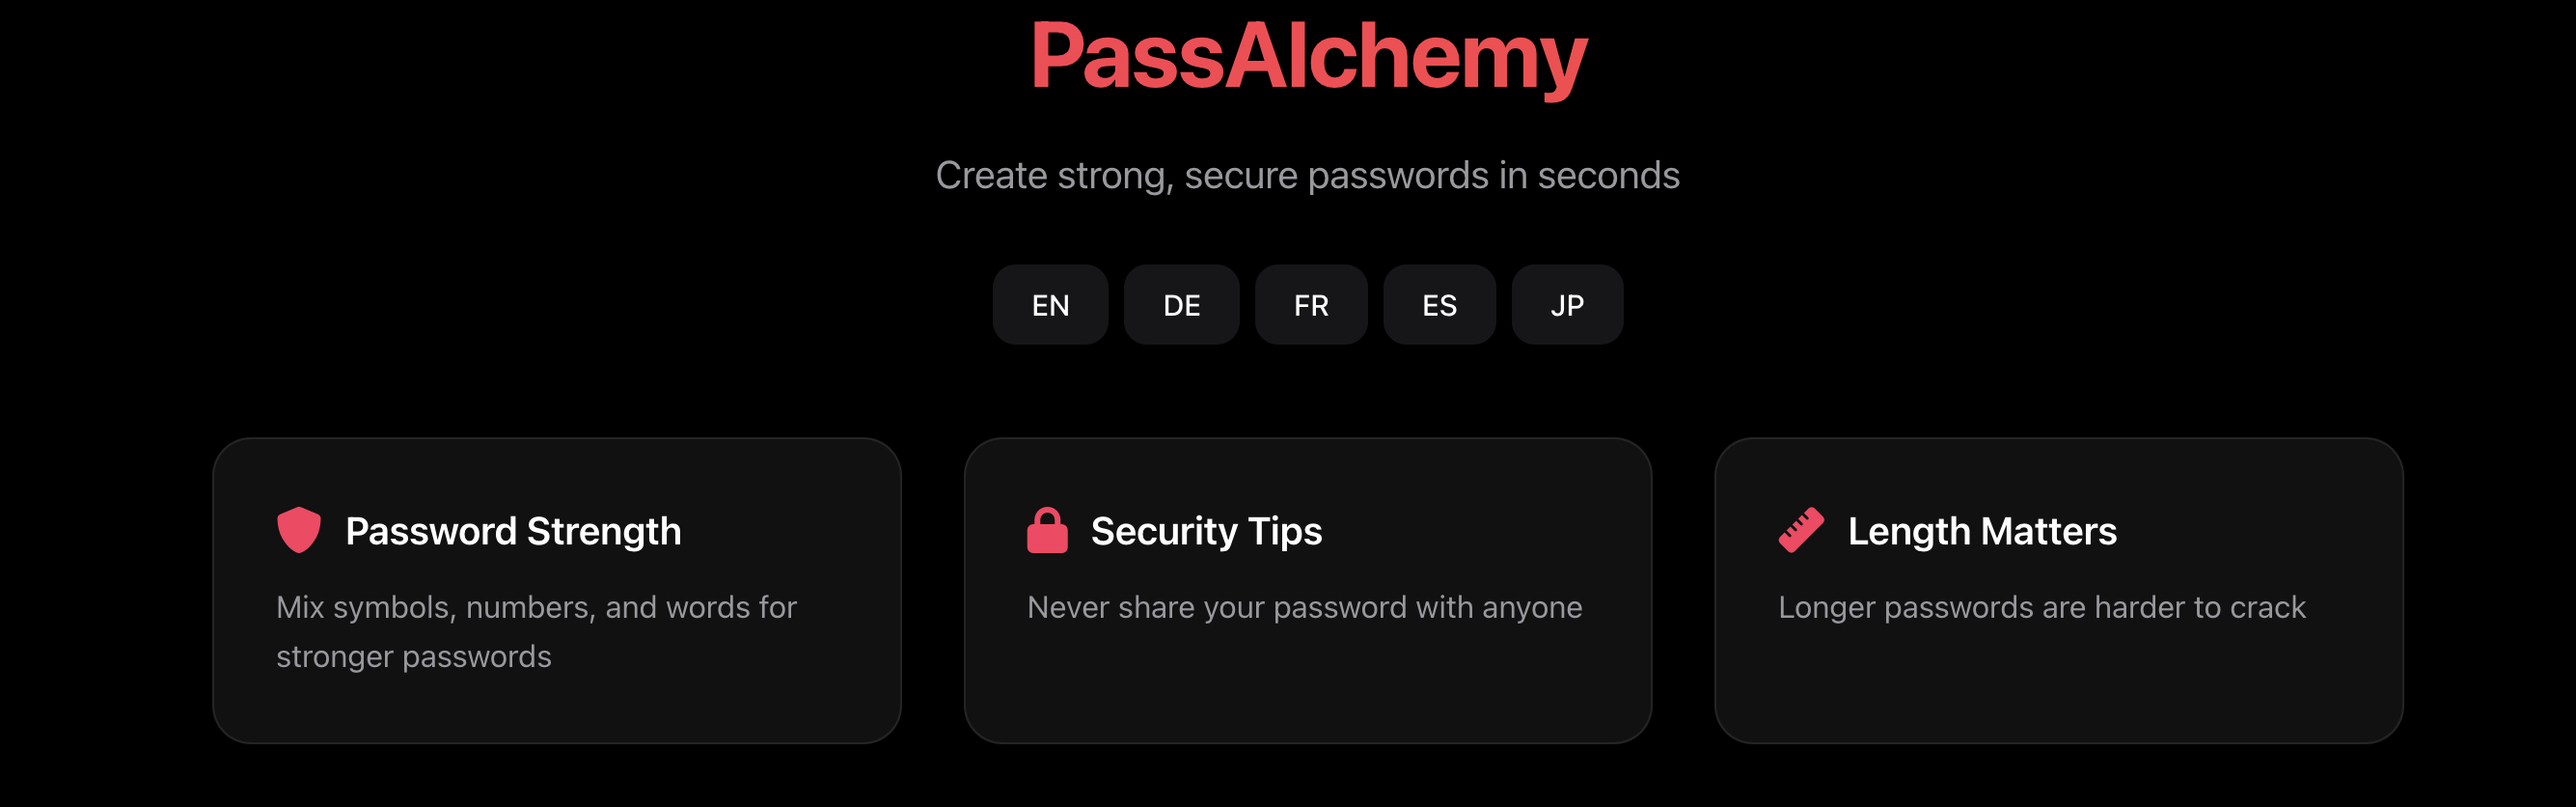 PassAlchemy
Create strong, secure passwords in seconds
EN
DE
FR
ES
JP
Password Strength
Mix symbols, numbers, and words for
stronger passwords
Security Tips
Never share your password with anyone
Length Matters
Longer passwords are harder to crack